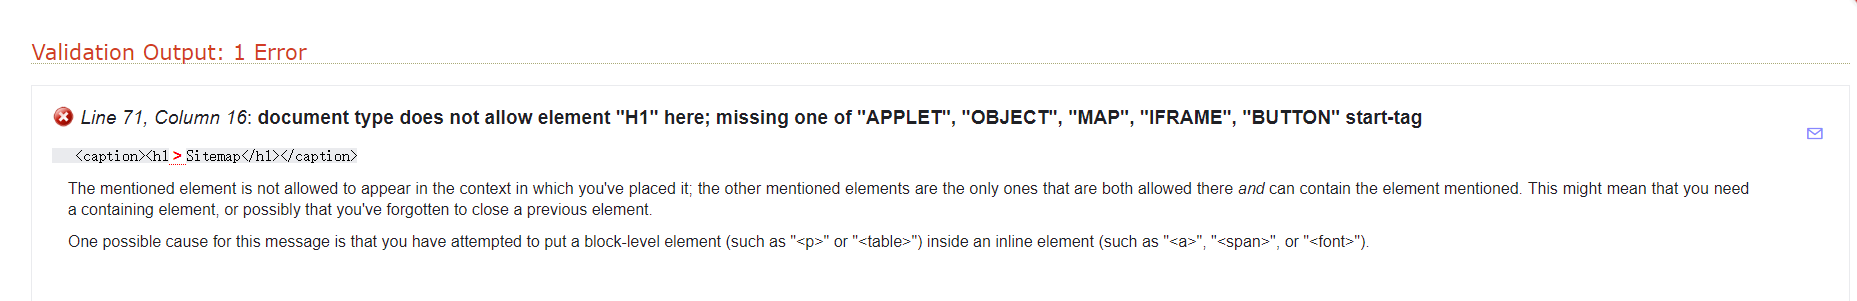 Validation Output: 1 Error
Line 71, Column 16: document type does not allow element "H1" here; missing one of "APPLET", "OBJECT", "MAP", "IFRAME", "BUTTON" start-tag
<caption><h1>Sitemap</h1></caption>
The mentioned element is not allowed to appear in the context in which you've placed it; the other mentioned elements are the only ones that are both allowed there and can contain the element mentioned. This might mean that you need
a containing element, or possibly that you've forgotten to close a previous element.
One possible cause for this message is that you have attempted to put a block-level element (such as "<p>" or "<table>") inside an inline element (such as "<a>", "<span>", or "<font>").